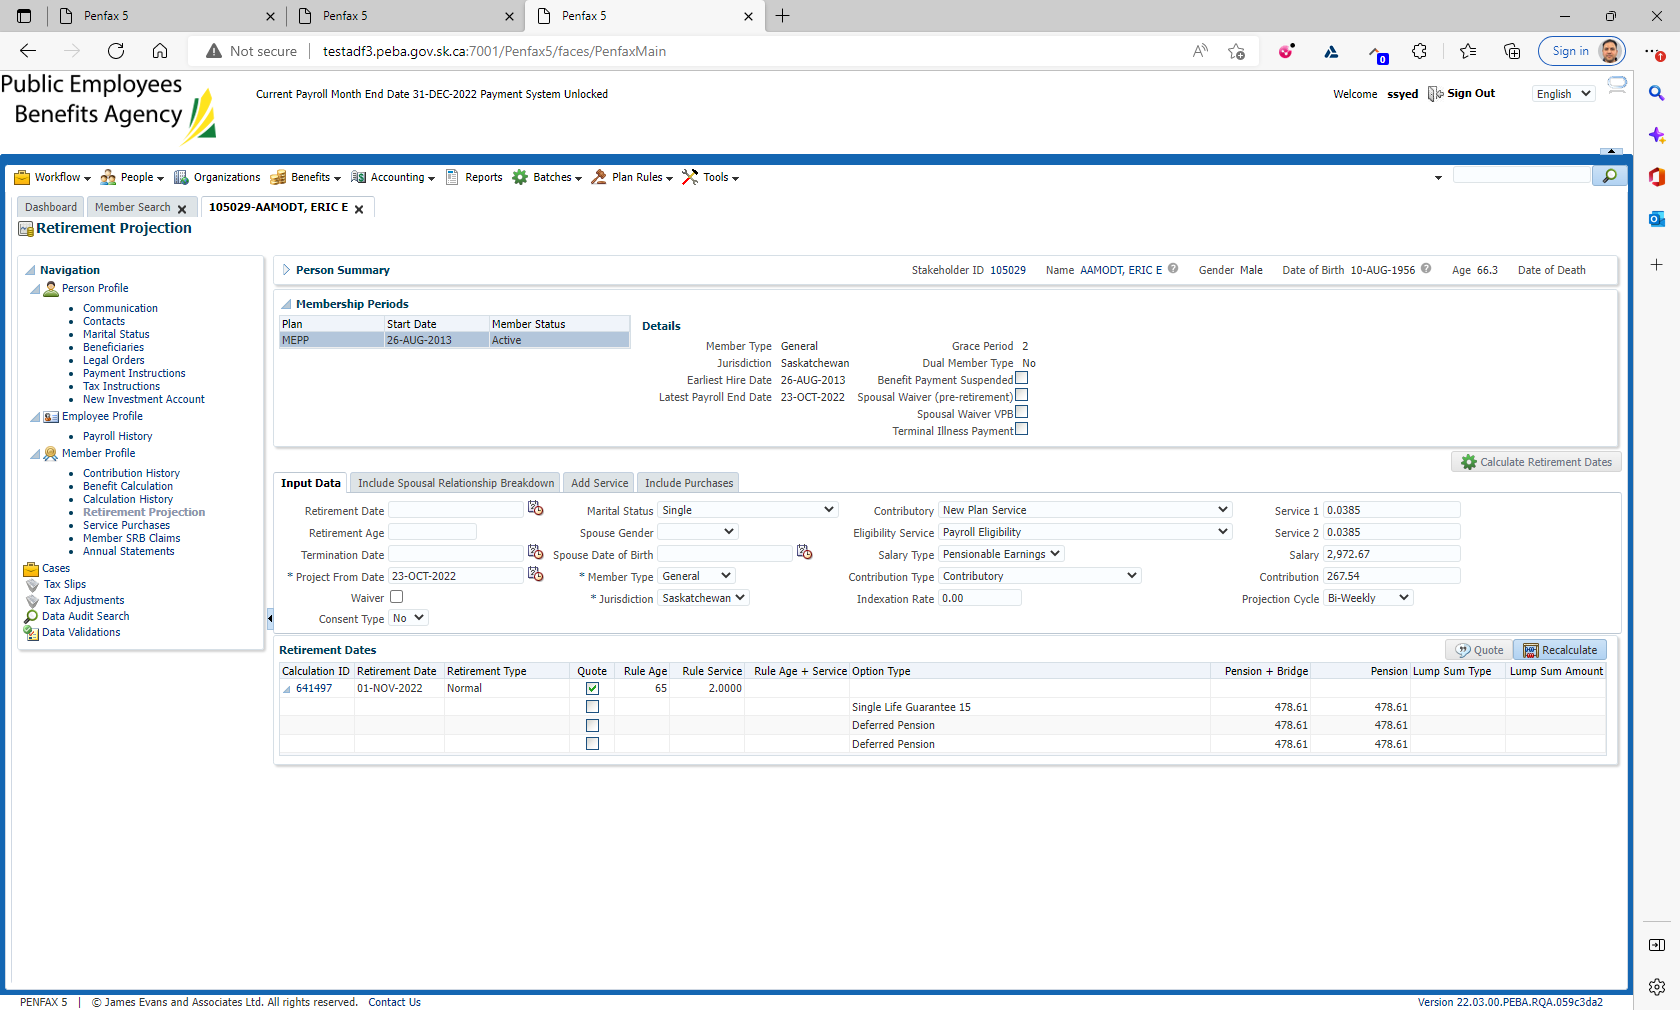 Penfax 5
Penfax 5
Penfax 5
Not secure
testadf3.peba.gov.sk.ca:7001/Penfax5/faces/PenfaxMain
Sign in
0
Public Employees
Benefits Agency
Current Payroll Month End Date 31-DEC-2022 Payment System Unlocked
Welcome ssyed Sign Out English
Workflow People Organizations Benefits Accounting Reports Batches Plan Rules Tools
Dashboard Member Search 105029-AAMODT, ERIC E
Retirement Projection
Navigation
Person Profile
Communication
Contacts
Marital Status
Beneficiaries
Legal Orders
Payment Instructions
Tax Instructions
New Investment Account
Employee Profile
Payroll History
Member Profile
Contribution History
Benefit Calculation
Calculation History
Retirement Projection
Service Purchases
Member SRB Claims
Annual Statements
Cases
Tax Slips
Tax Adjustments
Data Audit Search
Data Validations
Person Summary Stakeholder ID 105029 Name AAMODT, ERIC E Gender Male Date of Birth 10-AUG-1956 Age 66.3 Date of Death
Membership Periods
Plan Start Date Member Status
MEPP 26-AUG-2013 Active
Details
Member Type General Grace Period 2
Jurisdiction Saskatchewan Dual Member Type No
Earliest Hire Date 26-AUG-2013 Benefit Payment Suspended
Latest Payroll End Date 23-OCT-2022 Spousal Waiver (pre-retirement)
Spousal Waiver VPB
Terminal Illness Payment
Calculate Retirement Dates
Input Data Include Spousal Relationship Breakdown Add Service Include Purchases
Retirement Date Marital Status Single Contributory New Plan Service Service 1 0.0385
Retirement Age Spouse Gender Eligibility Service Payroll Eligibility Service 2 0.0385
Termination Date Spouse Date of Birth Salary Type Pensionable Earnings Salary 2,972.67
* Project From Date 23-OCT-2022 * Member Type General Contribution Type Contributory Contribution 267.54
Waiver * Jurisdiction Saskatchewan Indexation Rate 0.00 Projection Cycle Bi-Weekly
Consent Type No
Retirement Dates Quote Recalculate
Calculation ID Retirement Date Retirement Type Quote Rule Age Rule Service Rule Age + Service Option Type Pension + Bridge Pension Lump Sum Type Lump Sum Amount
641497 01-NOV-2022 Normal 65 2.0000
Single Life Guarantee 15 478.61 478.61
Deferred Pension 478.61 478.61
Deferred Pension 478.61 478.61
PENFAX 5 | © James Evans and Associates Ltd. All rights reserved. Contact Us
Version 22.03.00.PEBA.RQA.059c3da2